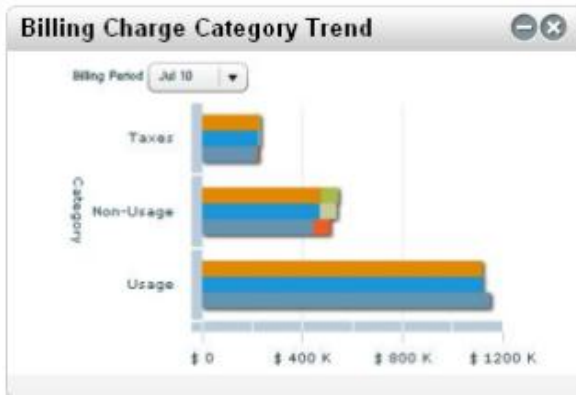 Billing Charge Category Trend
Billing Period Jul 10
Taxes
Category
Non-Usage
Usage
$ 0 $ 400 K $ 800 K $ 1200 K